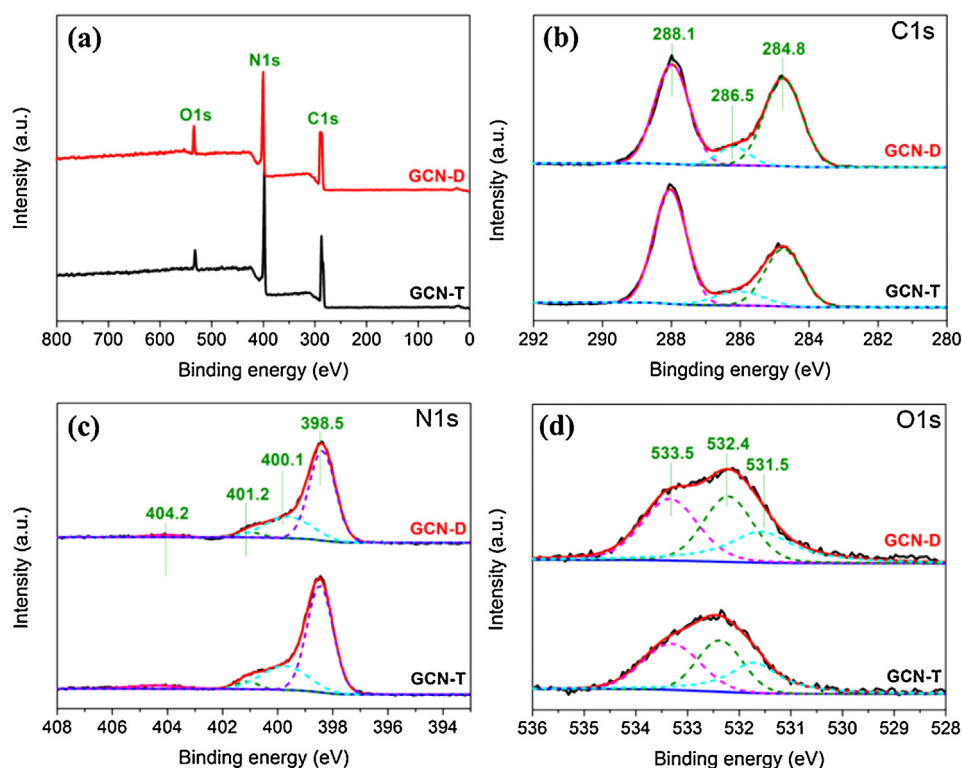 (a)
O1s
N1s
C1s
GCN-D
GCN-T
Intensity (a.u.)
800 700 600 500 400 300 200 100 0
Binding energy (eV)
(b)
C1s
288.1
286.5
284.8
GCN-D
GCN-T
Intensity (a.u.)
292 290 288 286 284 282 280
Bingding energy (eV)
(c)
N1s
398.5
400.1
401.2
404.2
GCN-D
GCN-T
Intensity (a.u.)
408 406 404 402 400 398 396 394
Binding energy (eV)
(d)
O1s
533.5
532.4
531.5
GCN-D
GCN-T
Intensity (a.u.)
536 535 534 533 532 531 530 529 528
Binding energy (eV)